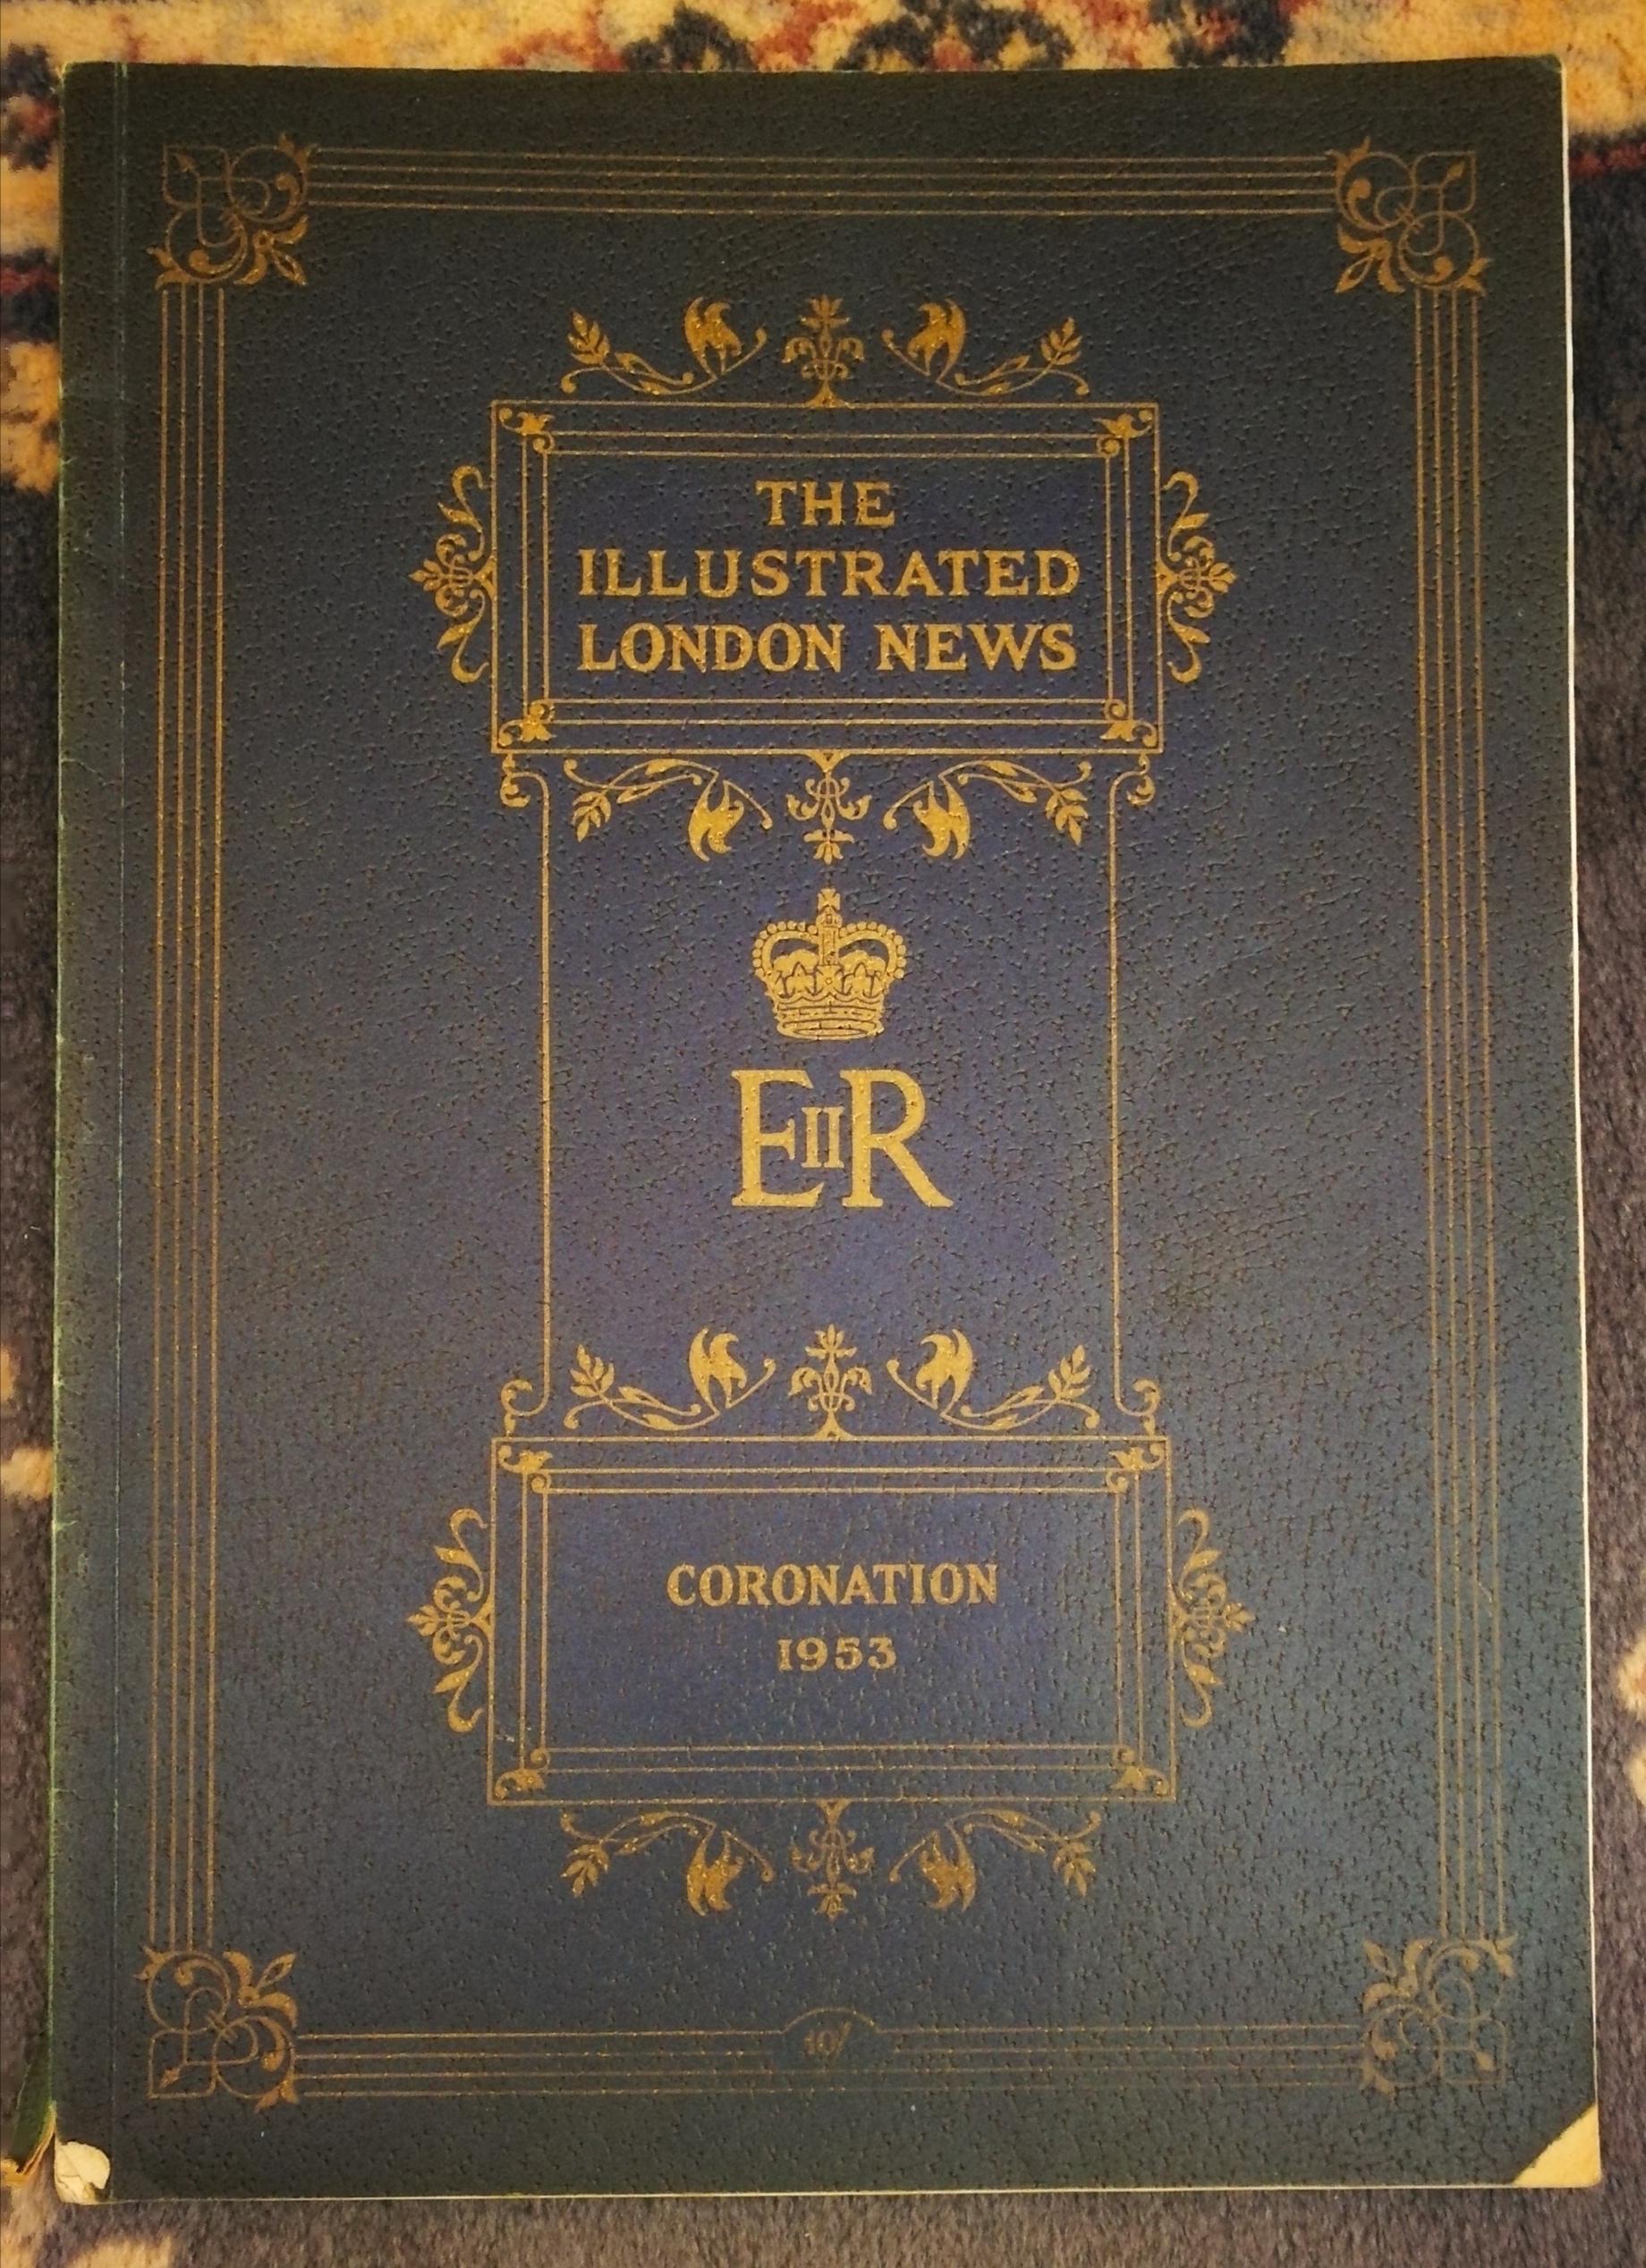 THE
ILLUSTRATED
LONDON NEWS
EIIR
CORONATION
1953
10/